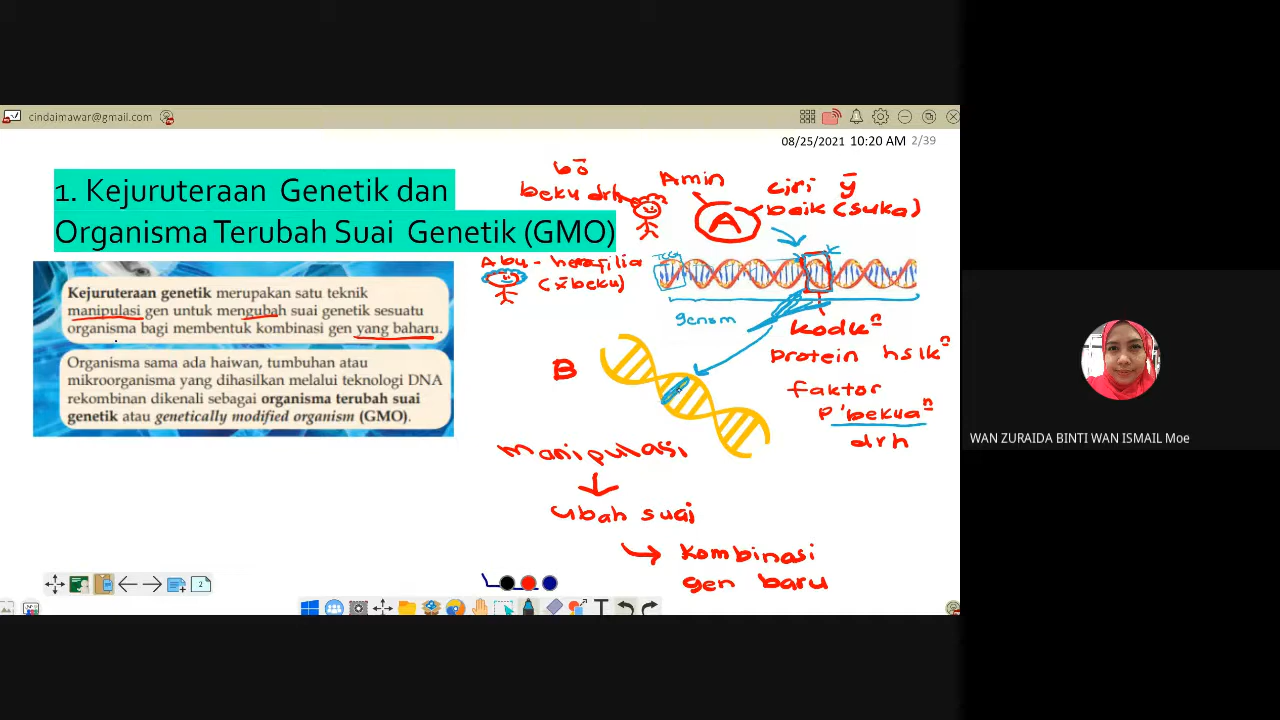 cindaimawar@gmail.com
08/25/2021 10:20 AM 2/39
1. Kejuruteraan Genetik dan
Organisma Terubah Suai Genetik (GMO)
Kejuruteraan genetik merupakan satu teknik
manipulasi gen untuk mengubah suai genetik sesuatu
organisma bagi membentuk kombinasi gen yang baharu.
Organisma sama ada haiwan, tumbuhan atau
mikroorganisma yang dihasilkan melalui teknologi DNA
rekombinan dikenali sebagai organisma terubah suai
genetik atau genetically modified organism (GMO).
beku drh
Amin
A
ciri ȳ
baik (suka)
Abu - hemofilia
(x̄ beku)
TCG
genom
kodkⁿ
protein hslkⁿ
faktor
p'bekuaⁿ
drh
B
manipulasi
ubah suai
kombinasi
gen baru
2
T
WAN ZURAIDA BINTI WAN ISMAIL Moe